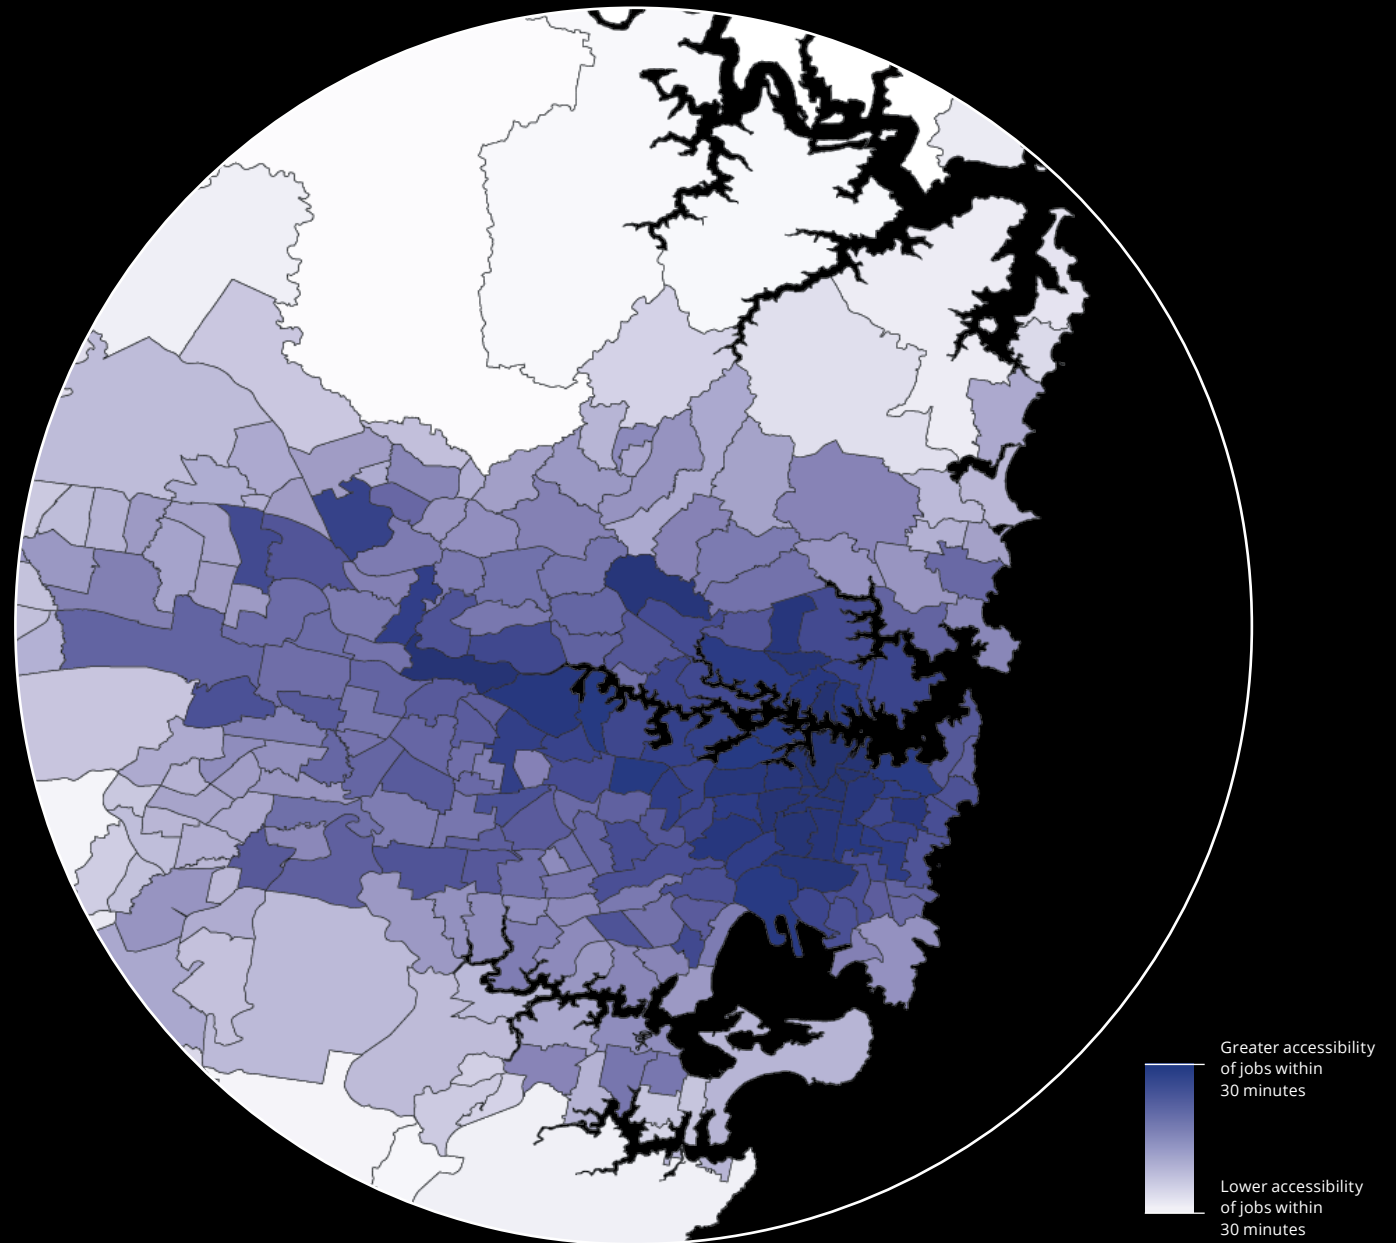 Greater accessibility
of jobs within
30 minutes
Lower accessibility
of jobs within
30 minutes